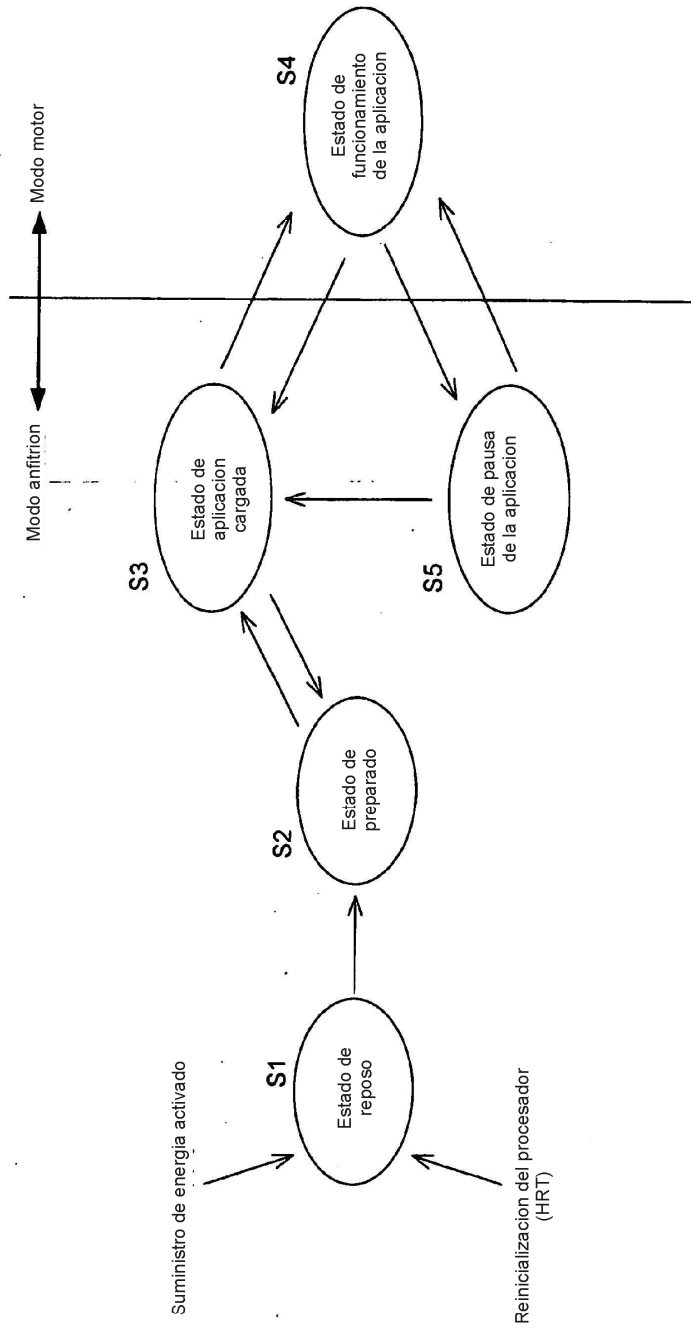 Modo anfitrion
Modo motor
Suministro de energia activado
S1
Estado de
reposo
Reinicializacion del procesador
(HRT)
S2
Estado de
preparado
S3
Estado de
aplicacion
cargada
S4
Estado de
funcionamiento
de la aplicacion
S5
Estado de pausa
de la aplicacion